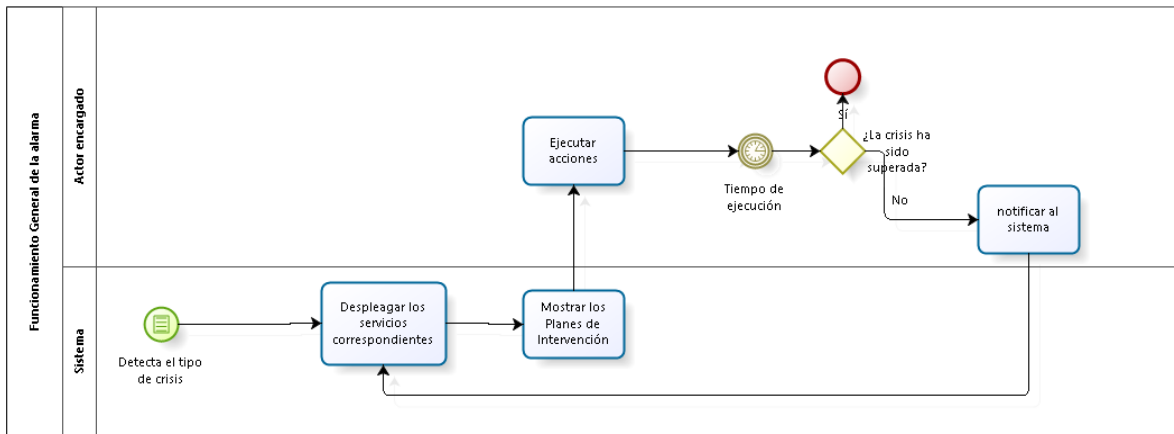 Funcionamiento General de la alarma
Actor encargado
Ejecutar
acciones
Tiempo de
ejecución
Sí
¿La crisis ha
sido
superada?
No
notificar al
sistema
Sistema
Detecta el tipo
de crisis
Despleagar los
servicios
correspondientes
Mostrar los
Planes de
Intervención